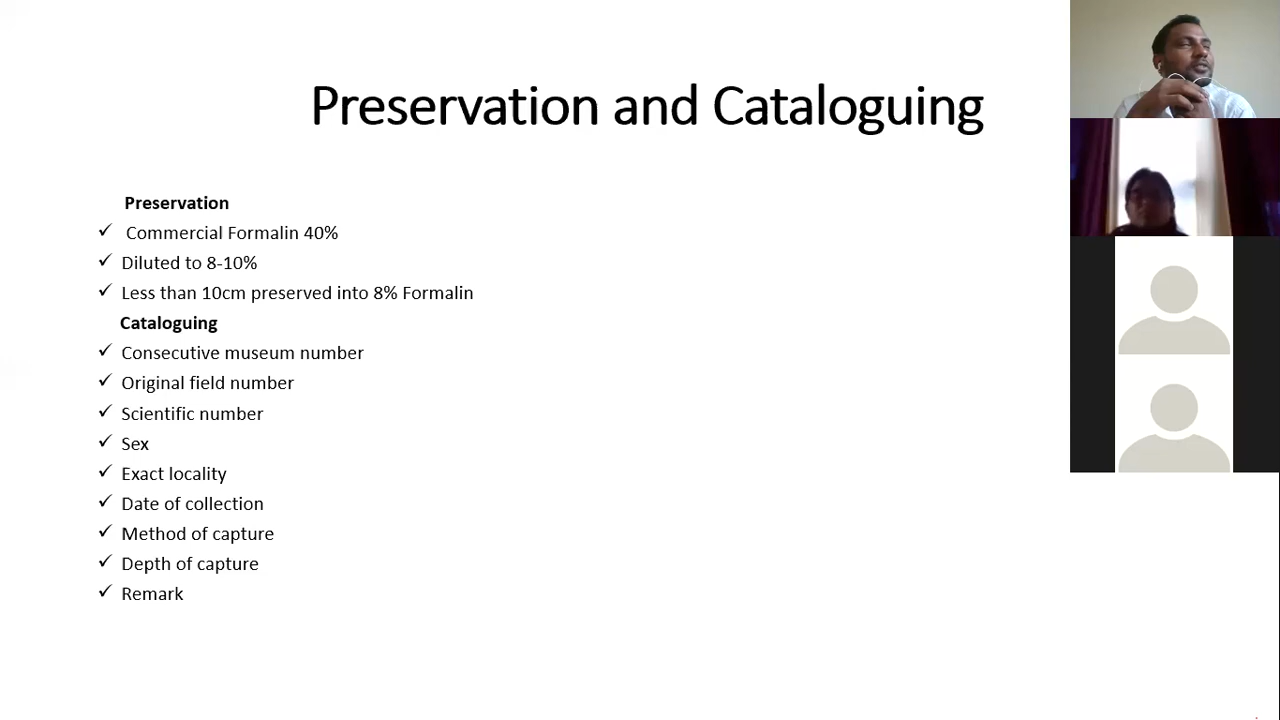 Preservation and Cataloguing
Preservation
✓ Commercial Formalin 40%
✓ Diluted to 8-10%
✓ Less than 10cm preserved into 8% Formalin
Cataloguing
✓ Consecutive museum number
✓ Original field number
✓ Scientific number
✓ Sex
✓ Exact locality
✓ Date of collection
✓ Method of capture
✓ Depth of capture
✓ Remark